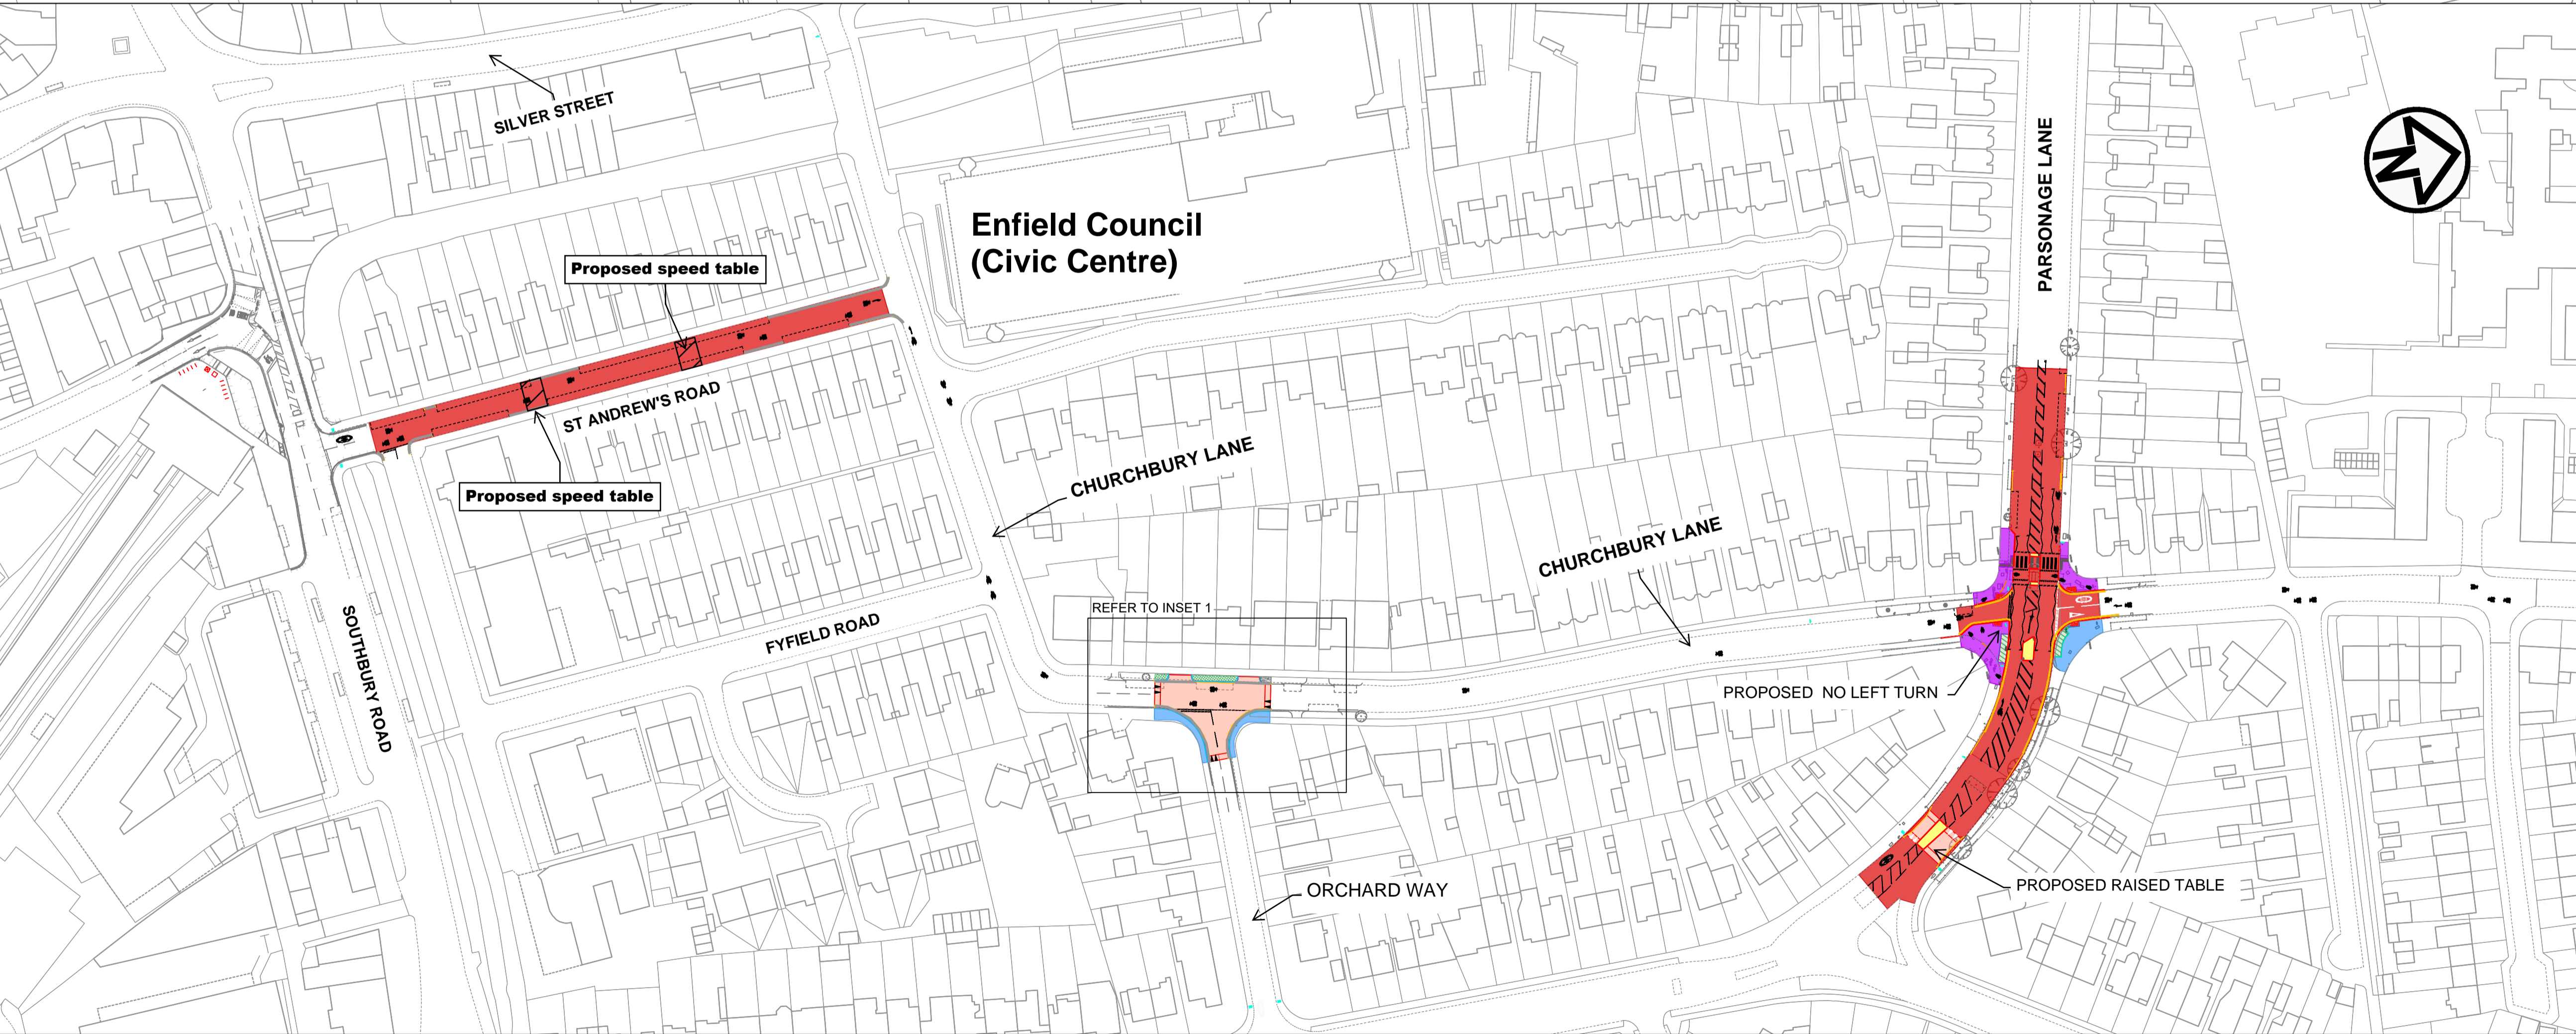 SILVER STREET
PARSONAGE LANE
N
Enfield Council
(Civic Centre)
Proposed speed table
ST ANDREW'S ROAD
Proposed speed table
CHURCHBURY LANE
CHURCHBURY LANE
REFER TO INSET 1
FYFIELD ROAD
SOUTHBURY ROAD
PROPOSED NO LEFT TURN
ORCHARD WAY
PROPOSED RAISED TABLE